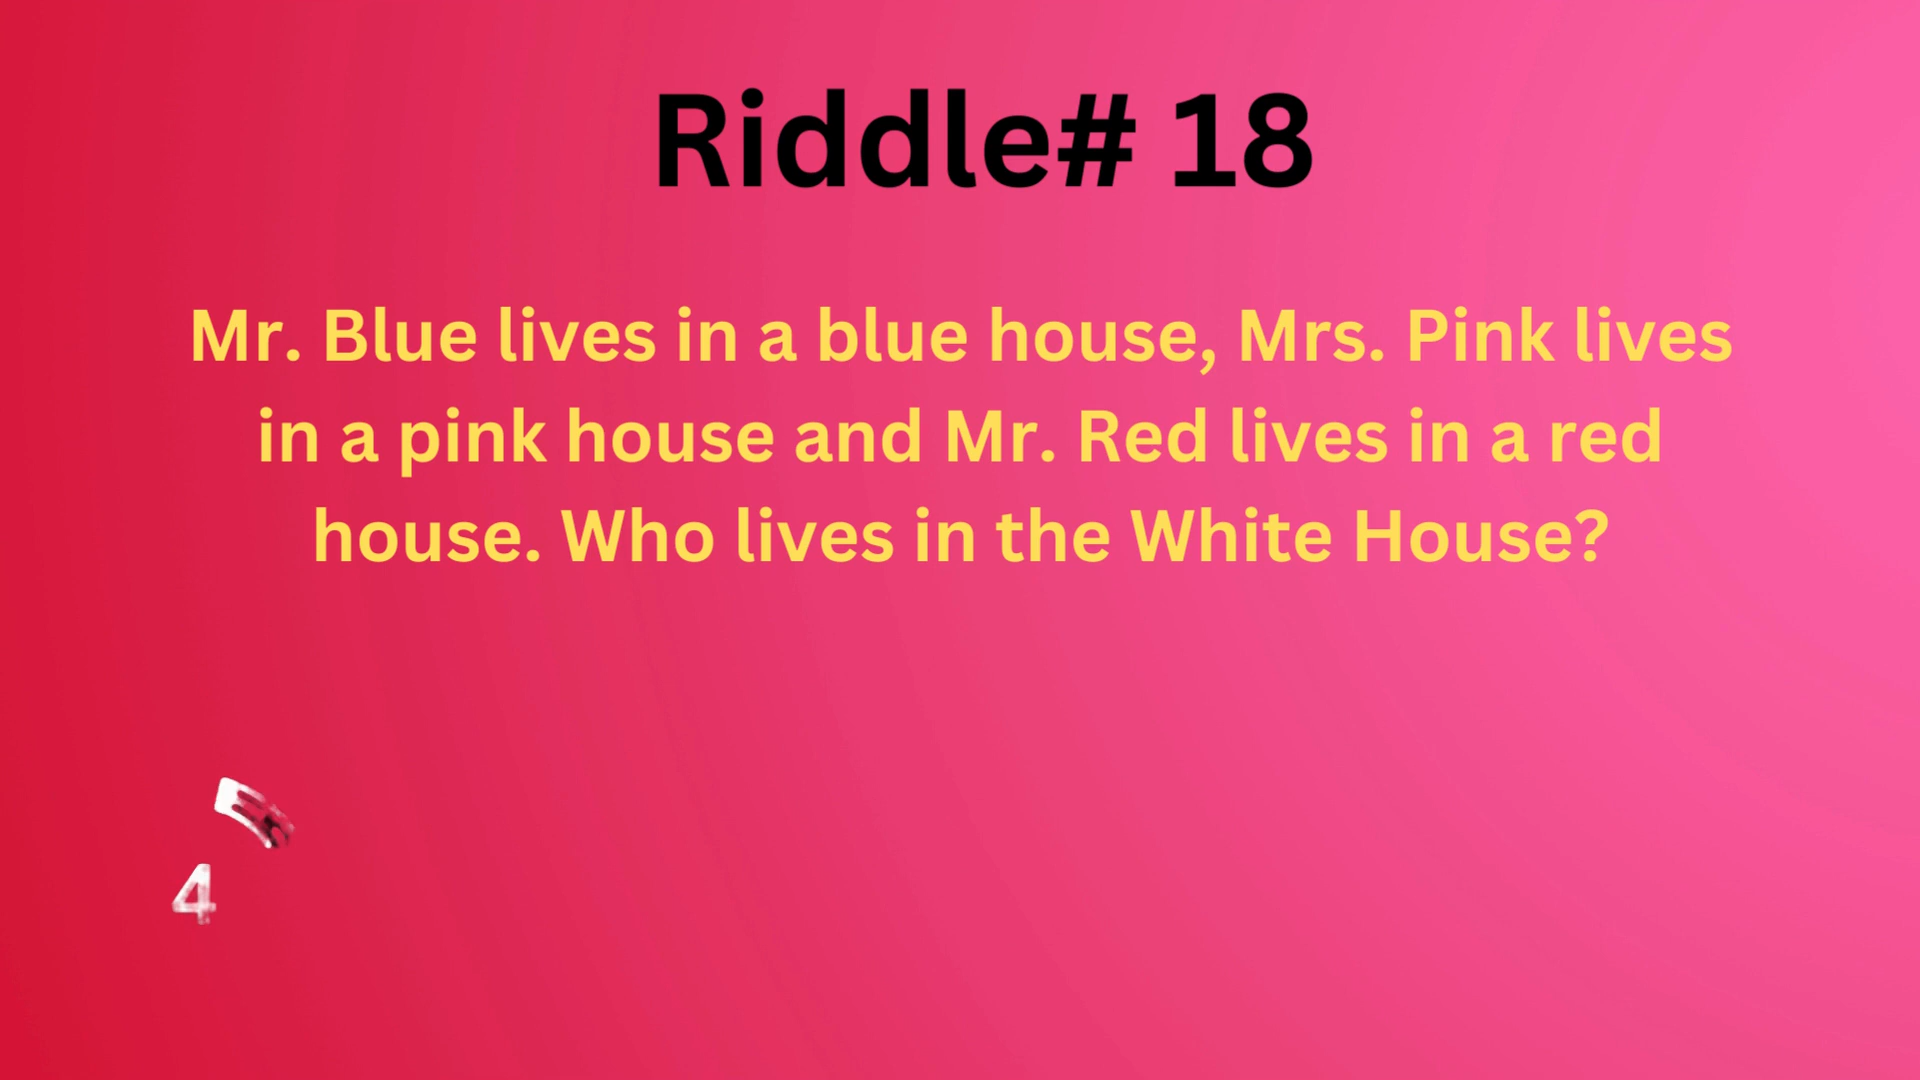 Riddle# 18
Mr. Blue lives in a blue house, Mrs. Pink lives
in a pink house and Mr. Red lives in a red
house. Who lives in the White House?
4